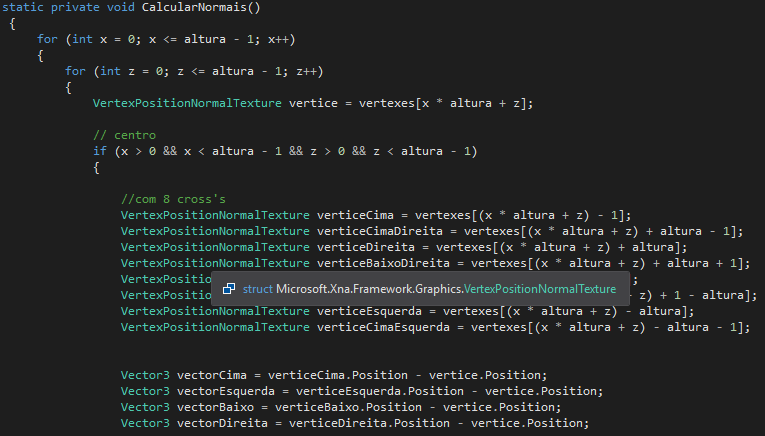 static private void CalcularNormais()
{
for (int x = 0; x <= altura - 1; x++)
{
for (int z = 0; z <= altura - 1; z++)
{
VertexPositionNormalTexture vertice = vertexes[x * altura + z];
// centro
if (x > 0 && x < altura - 1 && z > 0 && z < altura - 1)
{
//com 8 cross's
VertexPositionNormalTexture verticeCima = vertexes[(x * altura + z) - 1];
VertexPositionNormalTexture verticeCimaDireita = vertexes[(x * altura + z) + altura - 1];
VertexPositionNormalTexture verticeDireita = vertexes[(x * altura + z) + altura];
VertexPositionNormalTexture verticeBaixoDireita = vertexes[(x * altura + z) + altura + 1];
VertexPositio ;
VertexPositio z) + 1 - altura];
struct Microsoft.Xna.Framework.Graphics.VertexPositionNormalTexture
VertexPositionNormalTexture verticeEsquerda = vertexes[(x * altura + z) - altura];
VertexPositionNormalTexture verticeCimaEsquerda = vertexes[(x * altura + z) - altura - 1];
Vector3 vectorCima = verticeCima.Position - vertice.Position;
Vector3 vectorEsquerda = verticeEsquerda.Position - vertice.Position;
Vector3 vectorBaixo = verticeBaixo.Position - vertice.Position;
Vector3 vectorDireita = verticeDireita.Position - vertice.Position;